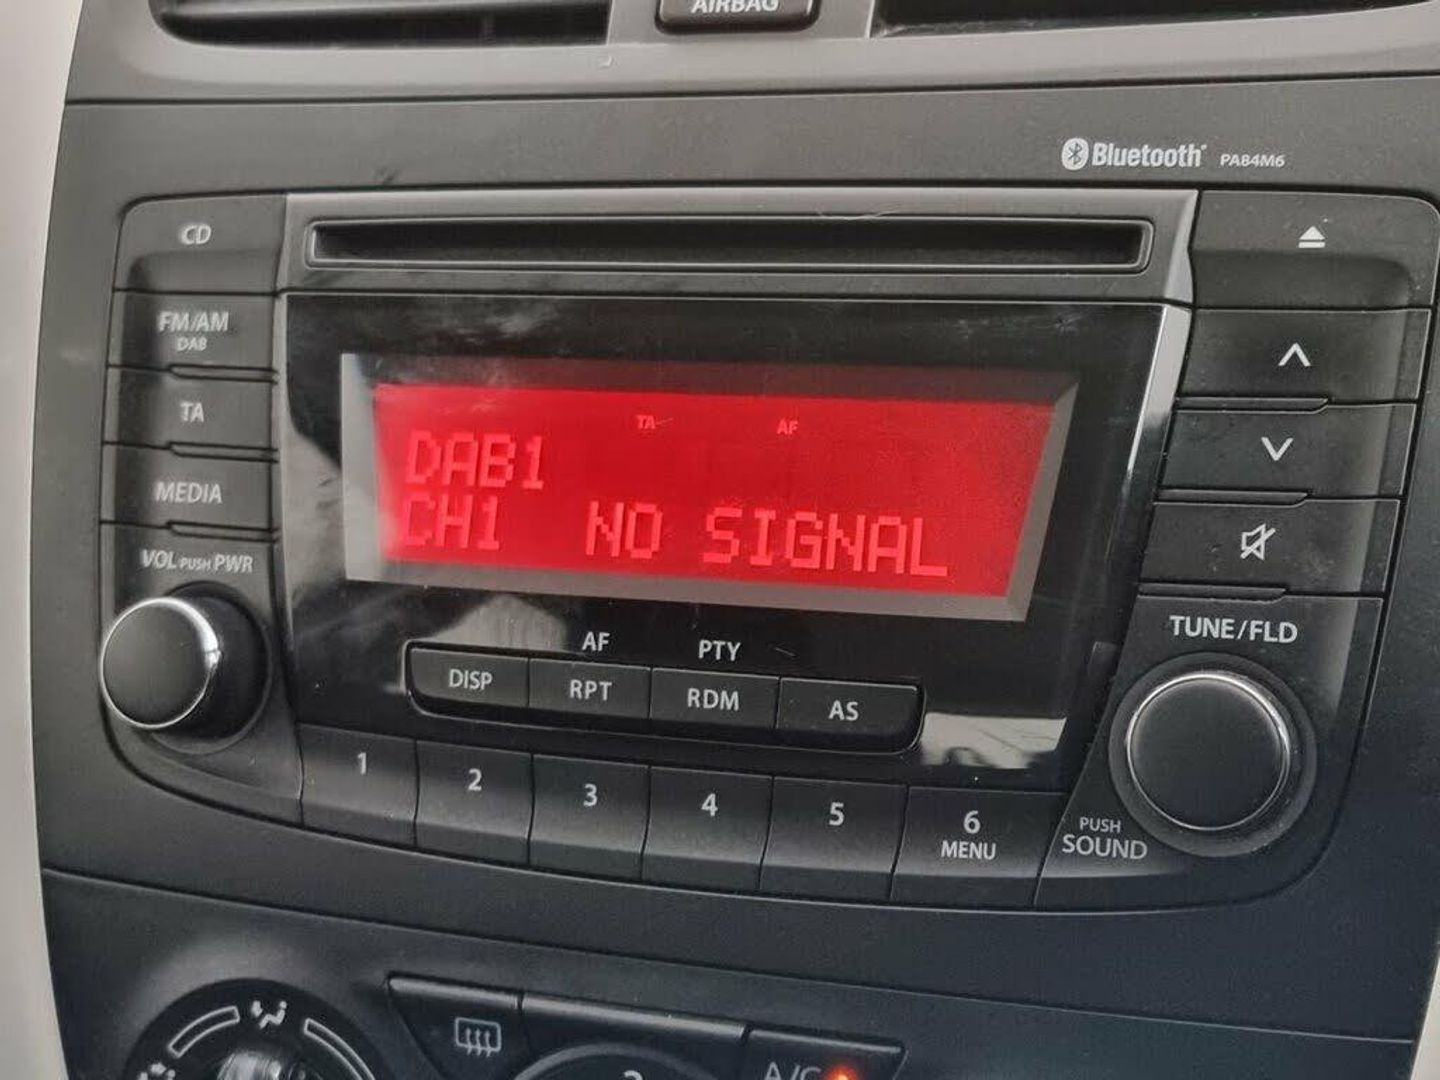 AIRBAG
Bluetooth PA84M6
CD
FM/AM
DAB
TA
MEDIA
VOL PUSH PWR
TA AF
DAB1
CH1 NO SIGNAL
AF PTY
DISP RPT RDM AS
1 2 3 4 5 6
MENU
TUNE/FLD
PUSH
SOUND
A/C